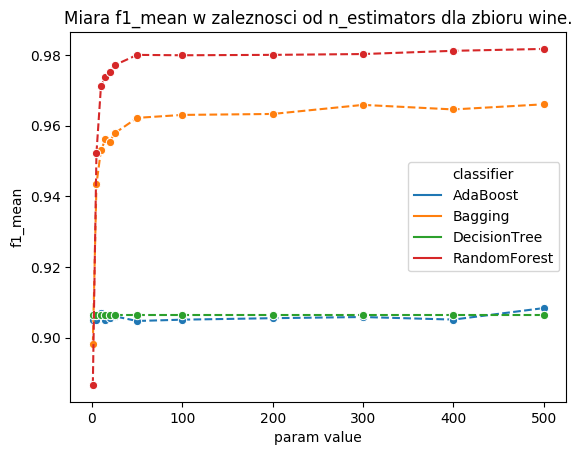 Miara f1_mean w zaleznosci od n_estimators dla zbioru wine.
0.98
0.96
0.94
0.92
0.90
f1_mean
classifier
AdaBoost
Bagging
DecisionTree
RandomForest
0 100 200 300 400 500
param value